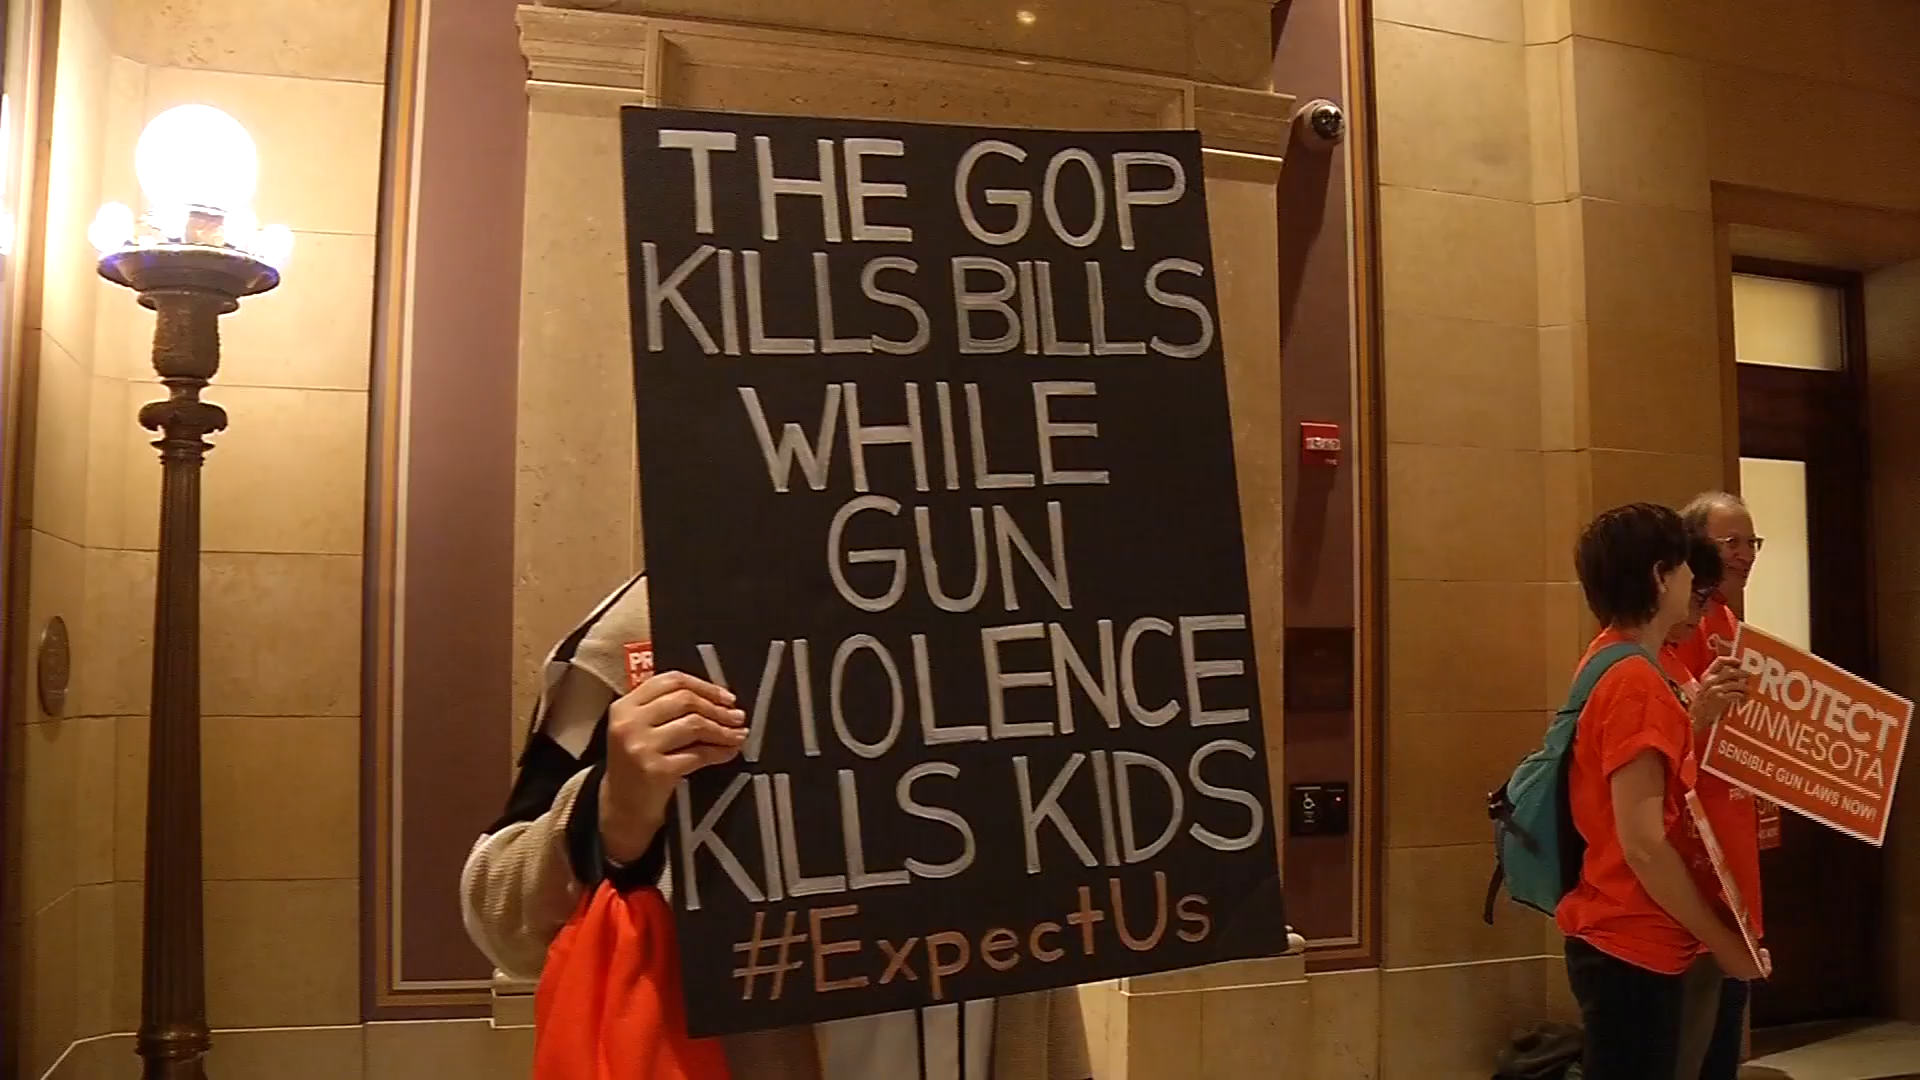 THE GOP
KILLS BILLS
WHILE
GUN
VIOLENCE
KILLS KIDS
#ExpectUs
PROTECT
MINNESOTA
SENSIBLE GUN LAWS NOW!